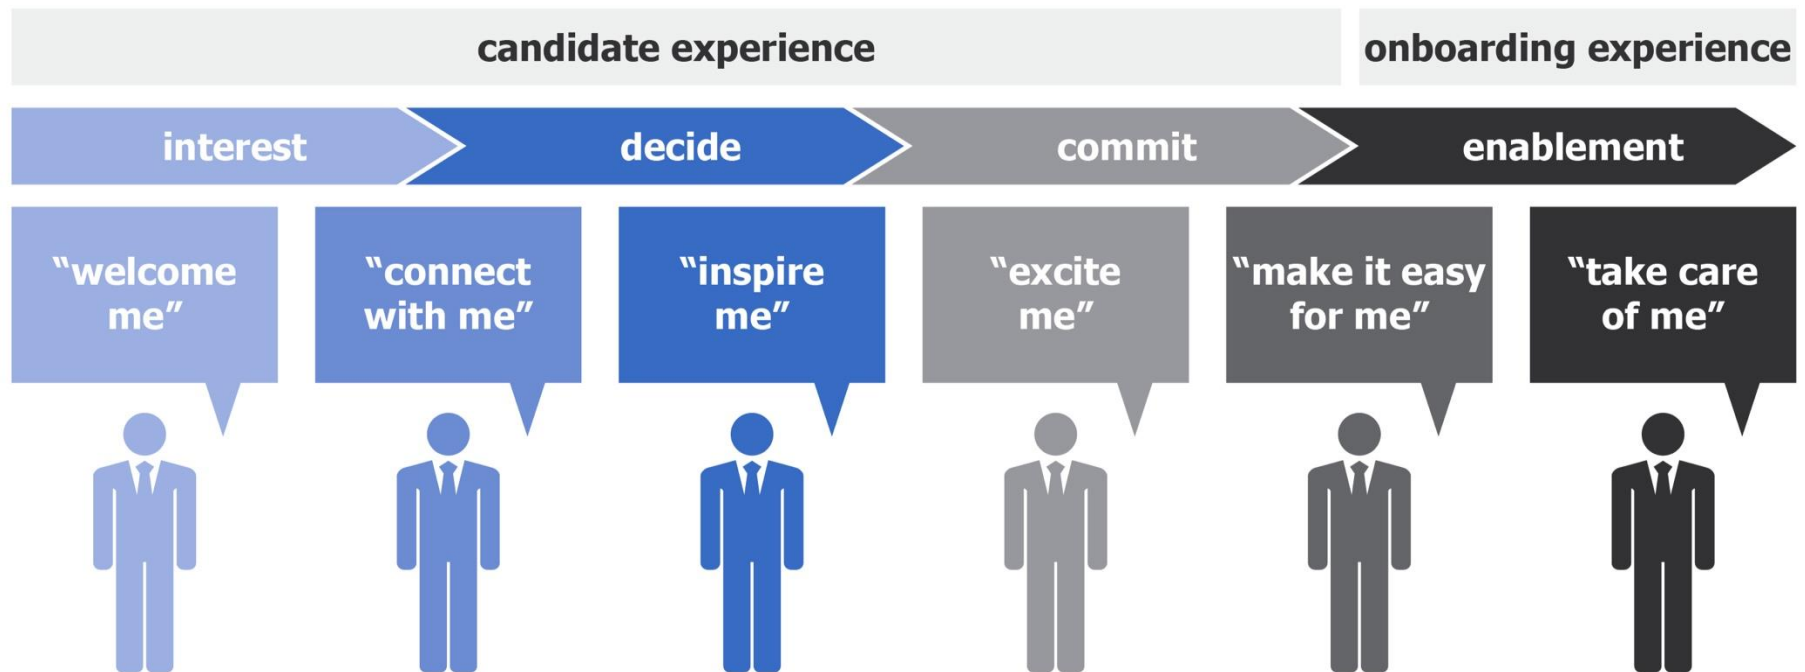 candidate experience
onboarding experience
interest
decide
commit
enablement
“welcome
me”
“connect
with me”
“inspire
me”
“excite
me”
“make it easy
for me”
“take care
of me”